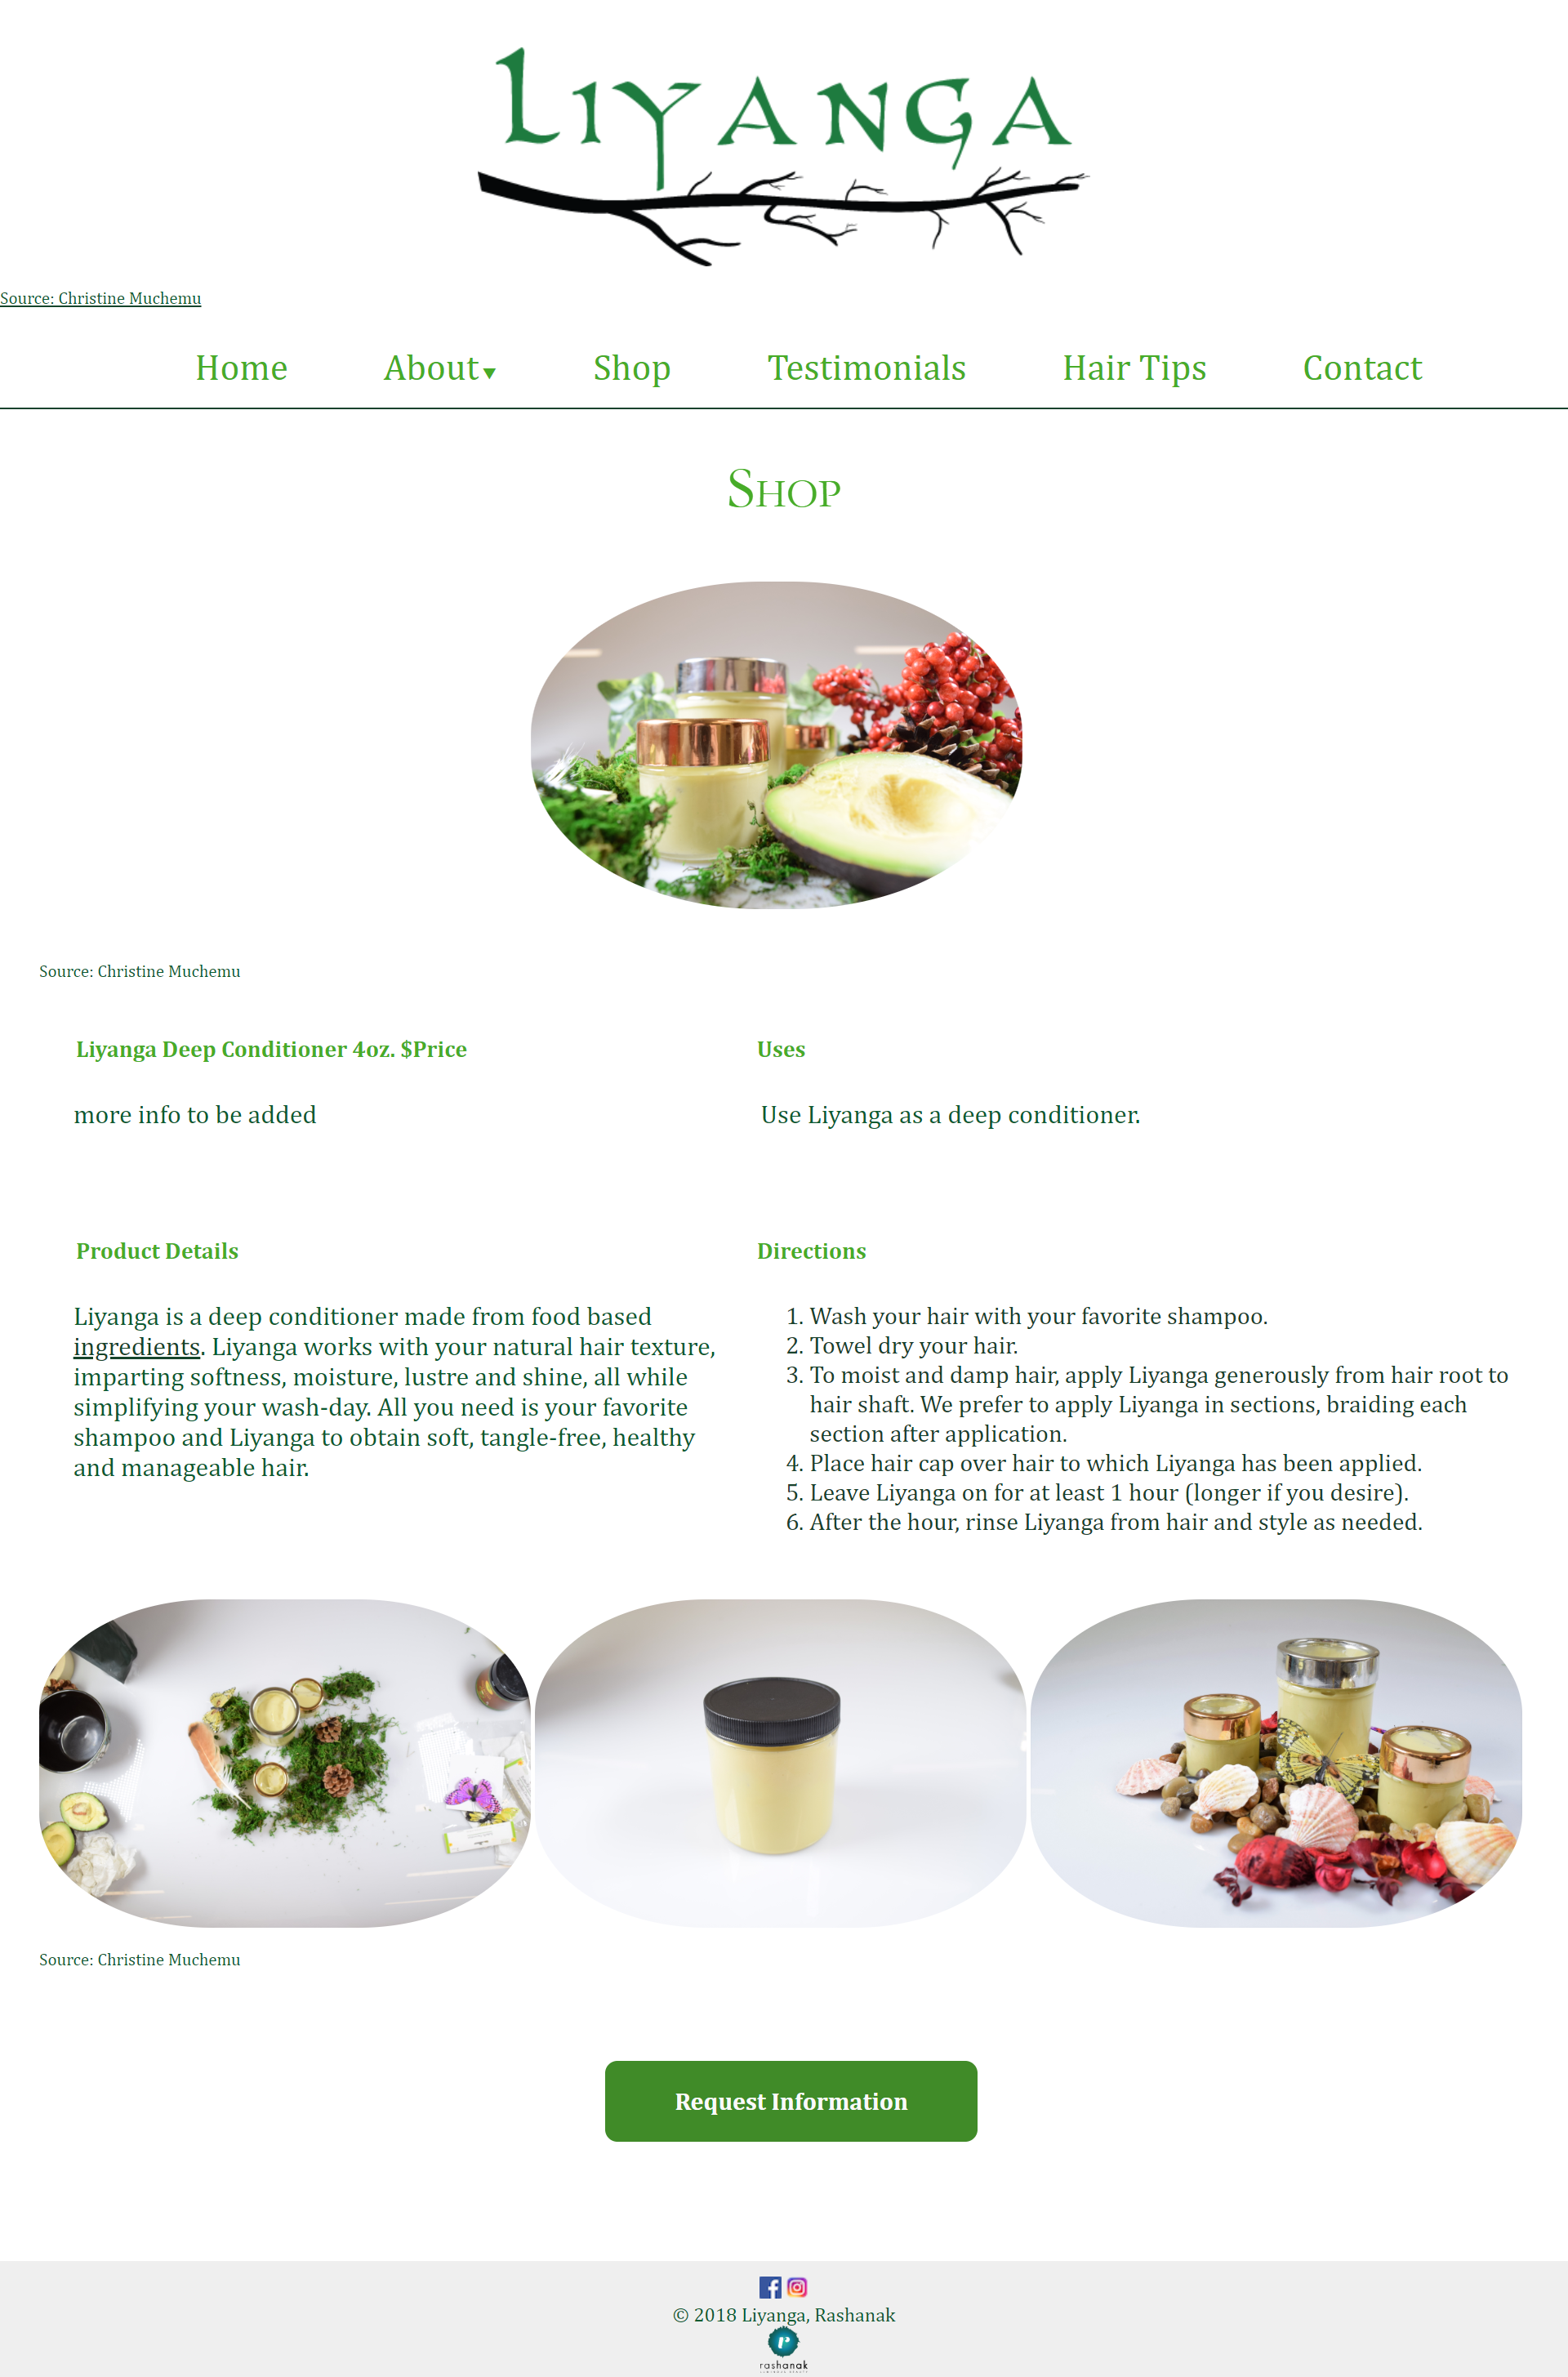 LIYANGA
Source: Christine Muchemu
Home About▼ Shop Testimonials Hair Tips Contact
Shop
Source: Christine Muchemu
Liyanga Deep Conditioner 4oz. $Price
more info to be added
Uses
Use Liyanga as a deep conditioner.
Product Details
Liyanga is a deep conditioner made from food based
ingredients. Liyanga works with your natural hair texture,
imparting softness, moisture, lustre and shine, all while
simplifying your wash-day. All you need is your favorite
shampoo and Liyanga to obtain soft, tangle-free, healthy
and manageable hair.
Directions
1. Wash your hair with your favorite shampoo.
2. Towel dry your hair.
3. To moist and damp hair, apply Liyanga generously from hair root to
hair shaft. We prefer to apply Liyanga in sections, braiding each
section after application.
4. Place hair cap over hair to which Liyanga has been applied.
5. Leave Liyanga on for at least 1 hour (longer if you desire).
6. After the hour, rinse Liyanga from hair and style as needed.
Source: Christine Muchemu
Request Information
© 2018 Liyanga, Rashanak
r
rashanak